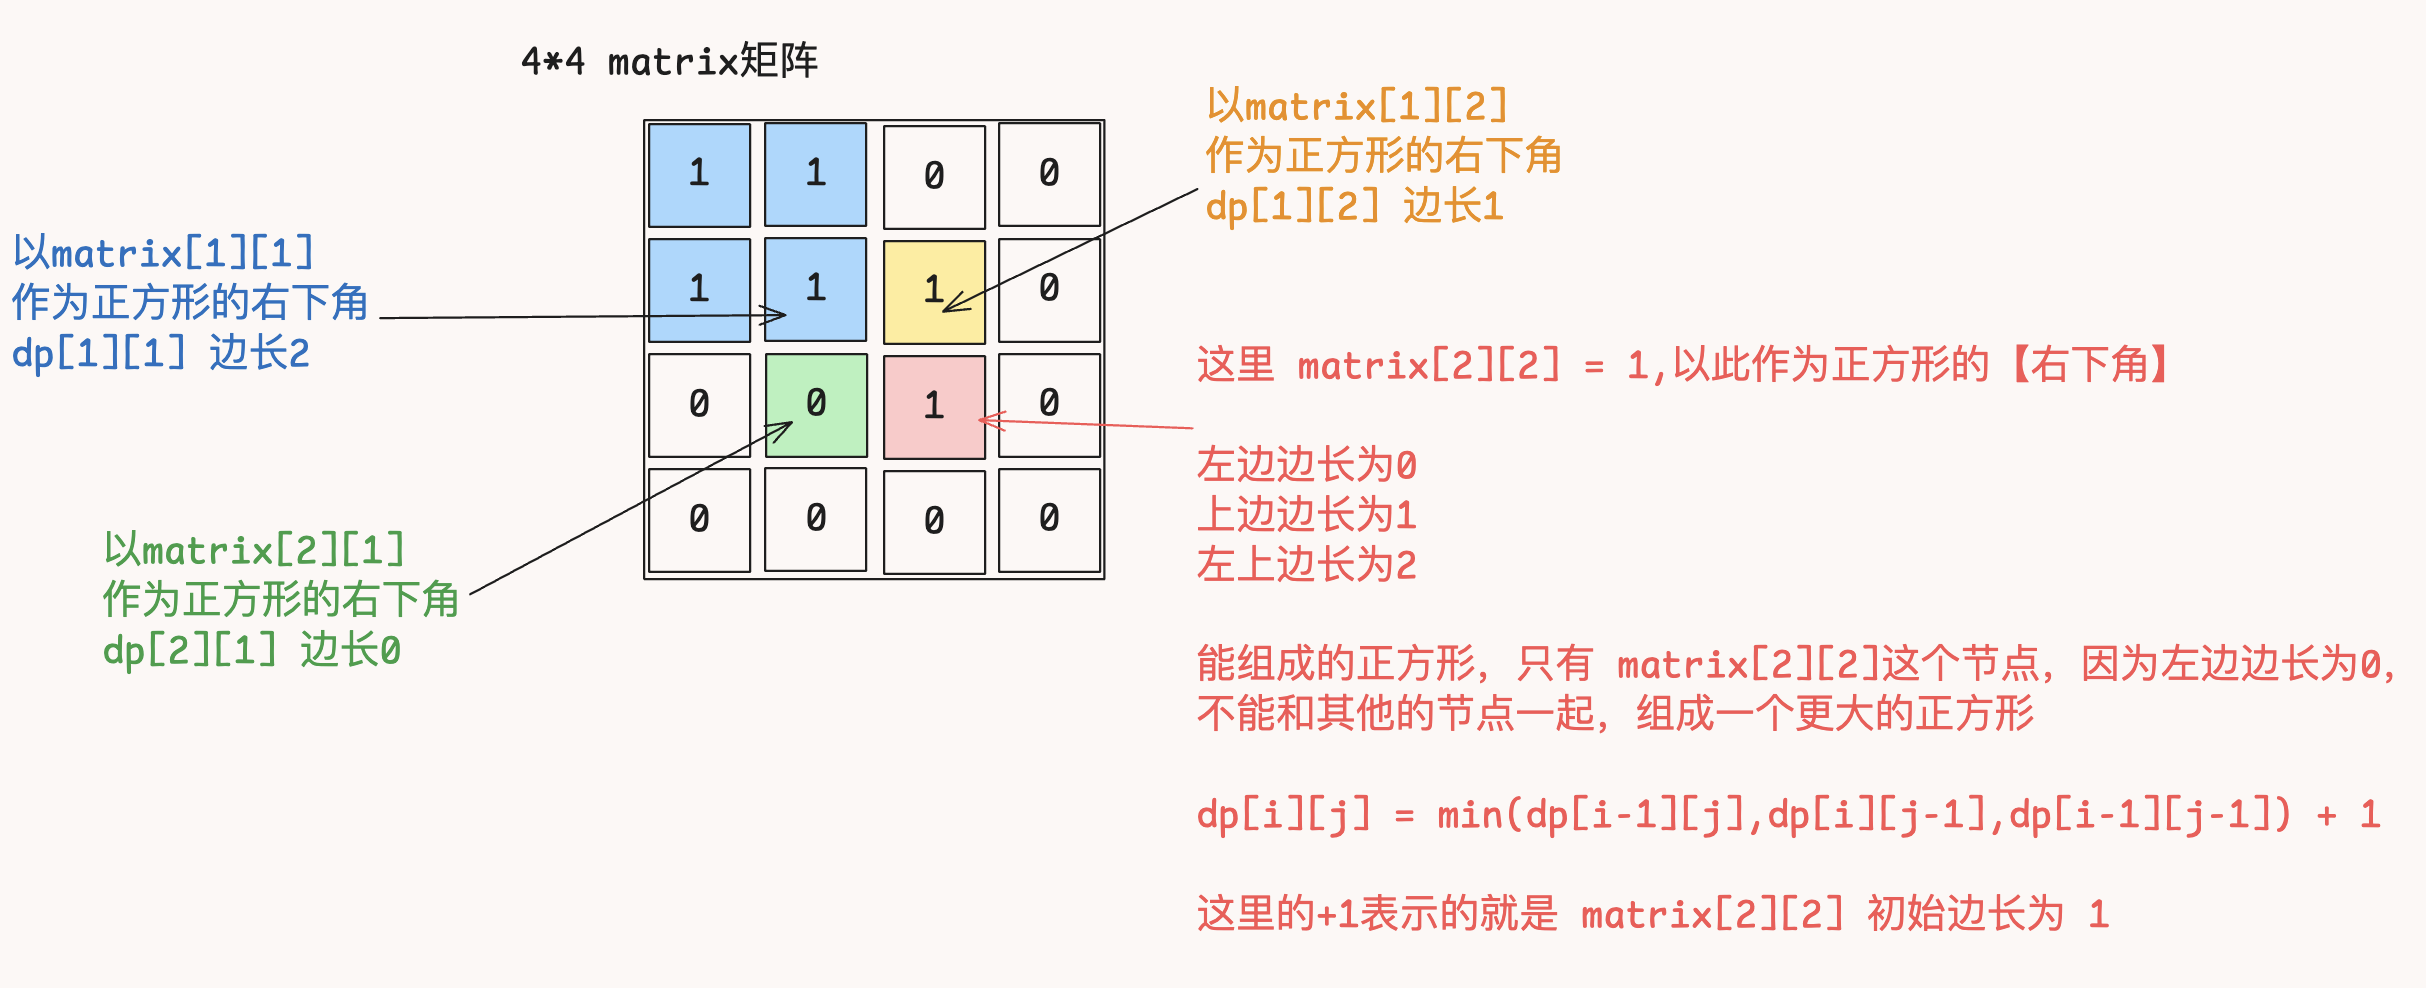 4*4 matrix矩阵
1 1 0 0
1 1 1 0
0 0 1 0
0 0 0 0
以matrix[1][1]
作为正方形的右下角
dp[1][1] 边长2
以matrix[2][1]
作为正方形的右下角
dp[2][1] 边长0
以matrix[1][2]
作为正方形的右下角
dp[1][2] 边长1
这里 matrix[2][2] = 1,以此作为正方形的【右下角】
左边边长为0
上边边长为1
左上边长为2
能组成的正方形，只有 matrix[2][2]这个节点，因为左边边长为0，
不能和其他的节点一起，组成一个更大的正方形
dp[i][j] = min(dp[i-1][j],dp[i][j-1],dp[i-1][j-1]) + 1
这里的+1表示的就是 matrix[2][2] 初始边长为 1